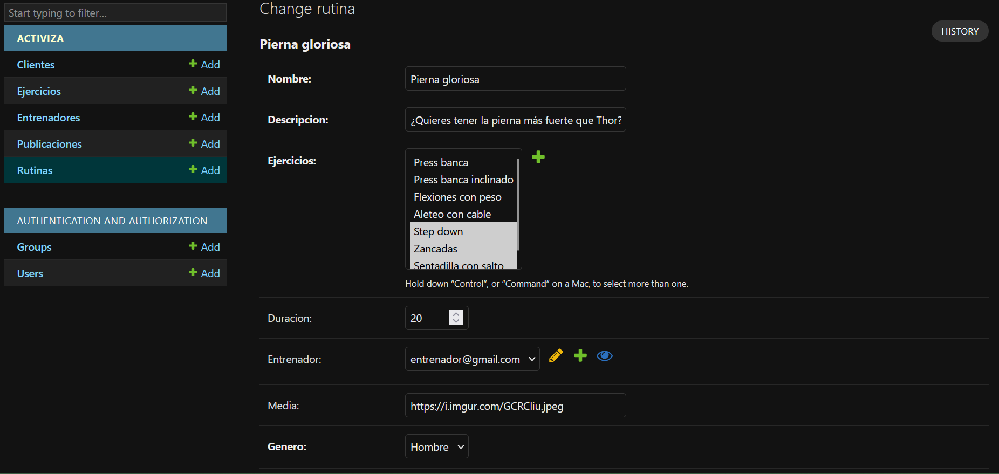 Start typing to filter...
ACTIVIZA
Clientes
Add
Ejercicios
Add
Entrenadores
Add
Publicaciones
Add
Rutinas
Add
AUTHENTICATION AND AUTHORIZATION
Groups
Add
Users
Add
Change rutina
HISTORY
Pierna gloriosa
Nombre:
Pierna gloriosa
Descripcion:
¿Quieres tener la pierna más fuerte que Thor?
Ejercicios:
Press banca
Press banca inclinado
Flexiones con peso
Aleteo con cable
Step down
Zancadas
Sentadilla con salto
Hold down “Control”, or “Command” on a Mac, to select more than one.
Duracion:
20
Entrenador:
entrenador@gmail.com
Media:
https://i.imgur.com/GCRCliu.jpeg
Genero:
Hombre